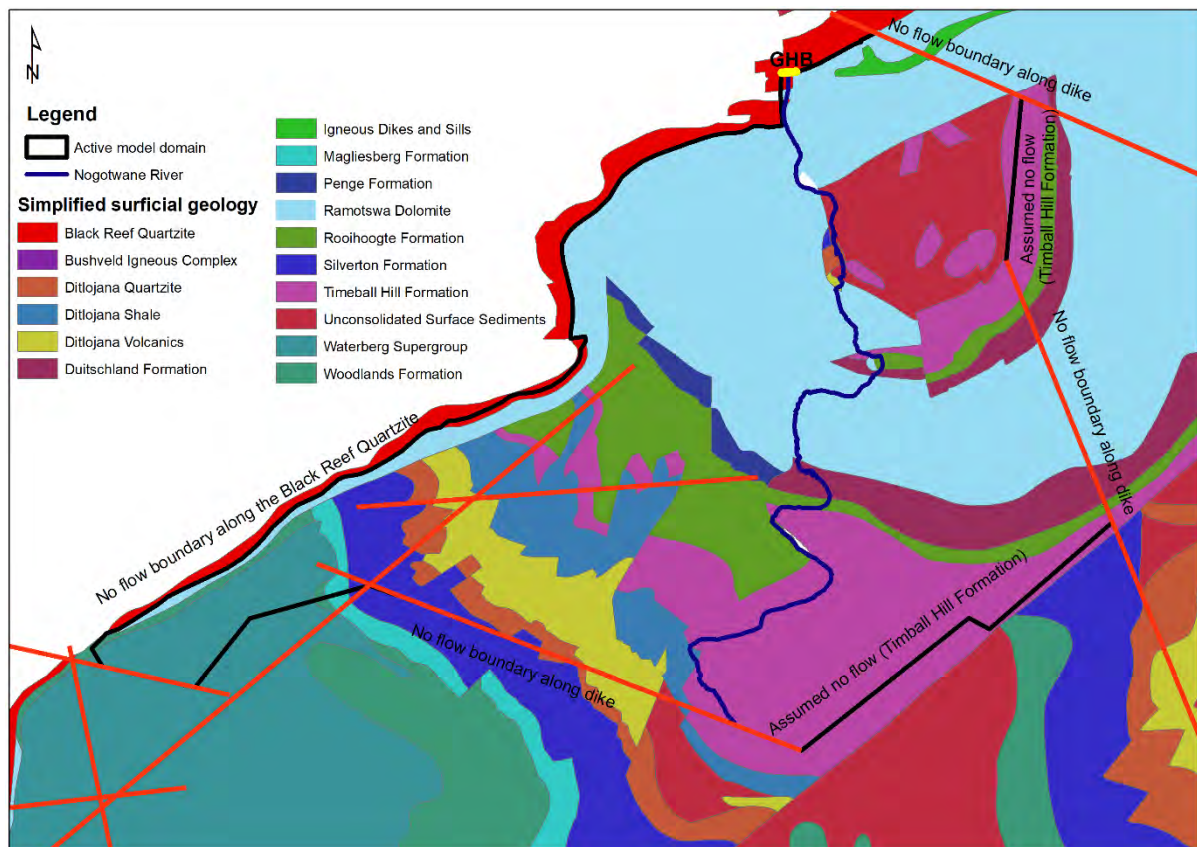 N
GHB
No flow boundary along dike
Legend
Active model domain
Nogotwane River
Simplified surficial geology
Black Reef Quartzite
Bushveld Igneous Complex
Ditlojana Quartzite
Ditlojana Shale
Ditlojana Volcanics
Duitschland Formation
Igneous Dikes and Sills
Magliesberg Formation
Penge Formation
Ramotswa Dolomite
Rooihoogte Formation
Silverton Formation
Timeball Hill Formation
Unconsolidated Surface Sediments
Waterberg Supergroup
Woodlands Formation
Assumed no flow
(Timball Hill Formation)
No flow boundary along dike
No flow boundary along the Black Reef Quartzite
No flow boundary along dike
Assumed no flow (Timball Hill Formation)